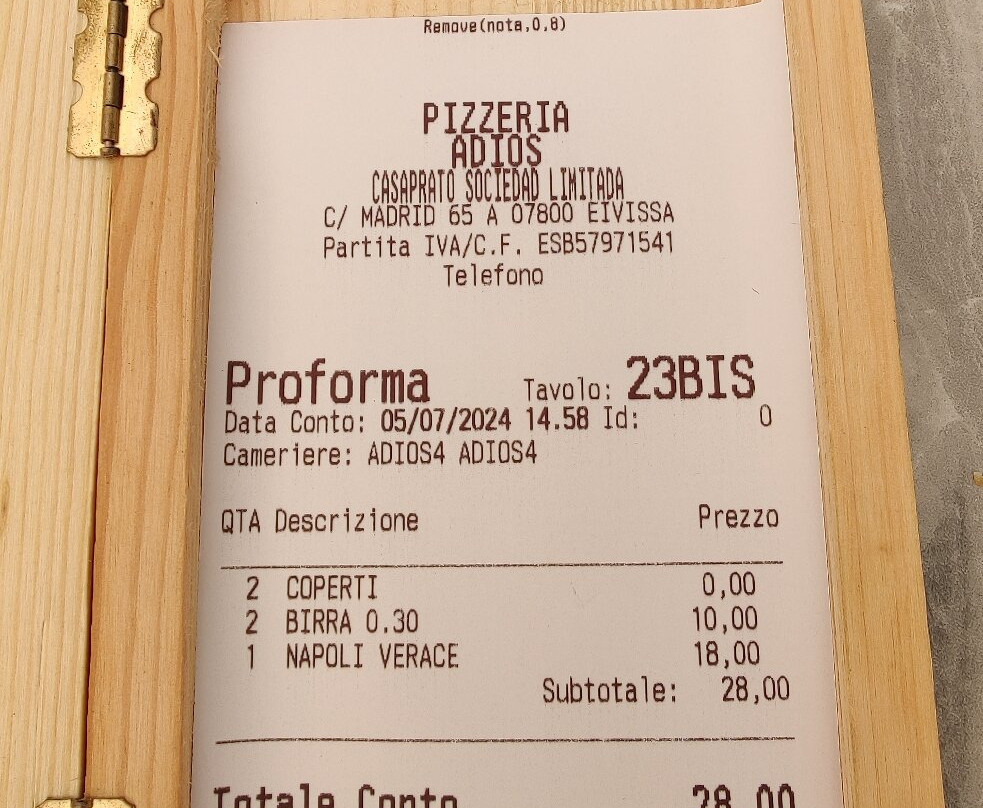 Remove(nota,0,8)
PIZZERIA
ADIOS
CASAPRATO SOCIEDAD LIMITADA
C/ MADRID 65 A 07800 EIVISSA
Partita IVA/C.F. ESB57971541
Telefono
Proforma Tavolo: 23BIS
Data Conto: 05/07/2024 14.58 Id: 0
Cameriere: ADIOS4 ADIOS4
QTA Descrizione Prezzo
2 COPERTI 0,00
2 BIRRA 0.30 10,00
1 NAPOLI VERACE 18,00
Subtotale: 28,00
Totale Conto 28,00